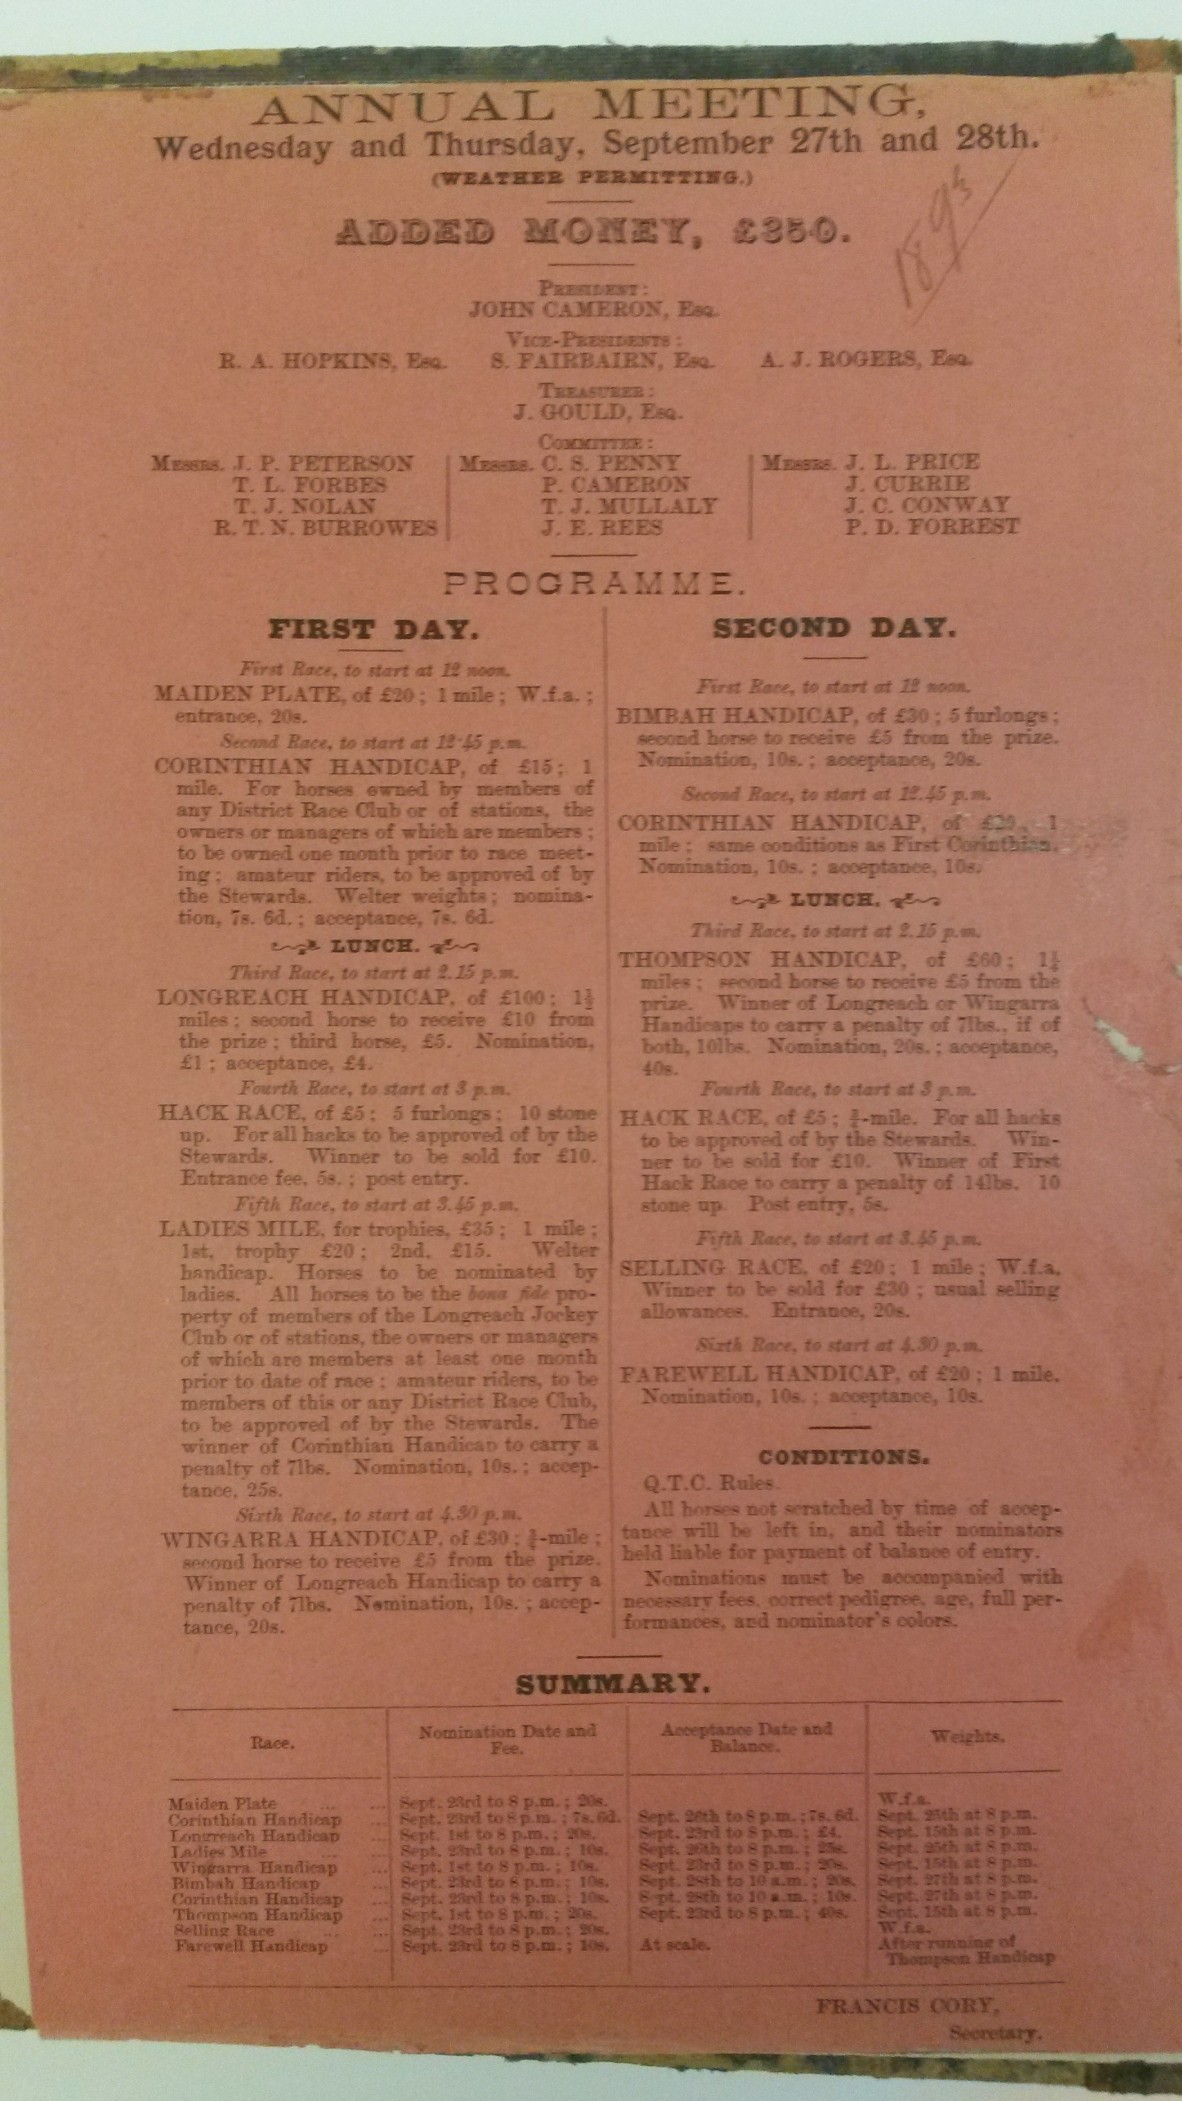 ANNUAL MEETING,
Wednesday and Thursday, September 27th and 28th.
(WEATHER PERMITTING.)
1893
ADDED MONEY, £350.
PRESIDENT:
JOHN CAMERON, Esq.
VICE-PRESIDENTS:
R. A. HOPKINS, Esq. S. FAIRBAIRN, Esq. A. J. ROGERS, Esq.
TREASURER:
J. GOULD, Esq.
COMMITTEE:
MESSRS. J. P. PETERSON
T. L. FORBES
T. J. NOLAN
R. T. N. BURROWES
MESSRS. C. S. PENNY
P. CAMERON
T. J. MULLALY
J. E. REES
MESSRS. J. L. PRICE
J. CURRIE
J. C. CONWAY
P. D. FORREST
PROGRAMME.
FIRST DAY.
First Race, to start at 12 noon.
MAIDEN PLATE, of £20; 1 mile; W.f.a.;
entrance, 20s.
Second Race, to start at 12·45 p.m.
CORINTHIAN HANDICAP, of £15; 1
mile. For horses owned by members of
any District Race Club or of stations, the
owners or managers of which are members;
to be owned one month prior to race meet-
ing; amateur riders, to be approved of by
the Stewards. Welter weights; nomina-
tion, 7s. 6d.; acceptance, 7s. 6d.
LUNCH.
Third Race, to start at 2.15 p.m.
LONGREACH HANDICAP, of £100; 1½
miles; second horse to receive £10 from
the prize; third horse, £5. Nomination,
£1; acceptance, £4.
Fourth Race, to start at 3 p.m.
HACK RACE, of £5; 5 furlongs; 10 stone
up. For all hacks to be approved of by the
Stewards. Winner to be sold for £10.
Entrance fee, 5s.; post entry.
Fifth Race, to start at 3.45 p.m.
LADIES MILE, for trophies, £35; 1 mile;
1st, trophy £20; 2nd, £15. Welter
handicap. Horses to be nominated by
ladies. All horses to be the bona fide pro-
perty of members of the Longreach Jockey
Club or of stations, the owners or managers
of which are members at least one month
prior to date of race; amateur riders, to be
members of this or any District Race Club,
to be approved of by the Stewards. The
winner of Corinthian Handicap to carry a
penalty of 7lbs. Nomination, 10s.; accep-
tance, 25s.
Sixth Race, to start at 4.30 p.m.
WINGARRA HANDICAP, of £30; ¾-mile;
second horse to receive £5 from the prize.
Winner of Longreach Handicap to carry a
penalty of 7lbs. Nomination, 10s.; accep-
tance, 20s.
SECOND DAY.
First Race, to start at 12 noon.
BIMBAH HANDICAP, of £30; 5 furlongs;
second horse to receive £5 from the prize.
Nomination, 10s.; acceptance, 20s.
Second Race, to start at 12.45 p.m.
CORINTHIAN HANDICAP, of £20, 1
mile; same conditions as First Corinthian.
Nomination, 10s.; acceptance, 10s.
LUNCH.
Third Race, to start at 2.15 p.m.
THOMPSON HANDICAP, of £60;
miles; second horse to receive £5 from the
prize. Winner of Longreach or Wingarra
Handicaps to carry a penalty of 7lbs., if of
both, 10lbs. Nomination, 20s.; acceptance,
40s.
Fourth Race, to start at 3 p.m.
HACK RACE, of £5; ¾-mile. For all hacks
to be approved of by the Stewards. Win-
ner to be sold for £10. Winner of First
Hack Race to carry a penalty of 14lbs. 10
stone up. Post entry, 5s.
Fifth Race, to start at 3.45 p.m.
SELLING RACE, of £20; 1 mile; W.f.a.
Winner to be sold for £30; usual selling
allowances. Entrance, 20s.
Sixth Race, to start at 4.30 p.m.
FAREWELL HANDICAP, of £20; 1 mile.
Nomination, 10s.; acceptance, 10s.
CONDITIONS.
Q.T.C. Rules.
All horses not scratched by time of accep-
tance will be left in, and their nominators
held liable for payment of balance of entry.
Nominations must be accompanied with
necessary fees, correct pedigree, age, full per-
formances, and nominator's colors.
SUMMARY.
Race. Nomination Date and Fee. Acceptance Date and Balance. Weights.
Maiden Plate ... ... Sept. 23rd to 8 p.m.; 20s. W.f.a.
Corinthian Handicap ... Sept. 23rd to 8 p.m.; 7s. 6d. Sept. 26th to 8 p.m.; 7s. 6d. Sept. 25th at 8 p.m.
Longreach Handicap ... Sept. 1st to 8 p.m.; 20s. Sept. 23rd to 8 p.m.; £4. Sept. 15th at 8 p.m.
Ladies Mile ... ... Sept. 23rd to 8 p.m.; 10s. Sept. 26th to 8 p.m.; 25s. Sept. 25th at 8 p.m.
Wingarra Handicap ... Sept. 1st to 8 p.m.; 10s. Sept. 23rd to 8 p.m.; 20s. Sept. 15th at 8 p.m.
Bimbah Handicap ... Sept. 23rd to 8 p.m.; 10s. Sept. 28th to 10 a.m.; 20s. Sept. 27th at 8 p.m.
Corinthian Handicap ... Sept. 23rd to 8 p.m.; 10s. Sept. 28th to 10 a.m.; 10s. Sept. 27th at 8 p.m.
Thompson Handicap ... Sept. 1st to 8 p.m.; 20s. Sept. 23rd to 8 p.m.; 40s. Sept. 15th at 8 p.m.
Selling Race ... ... Sept. 23rd to 8 p.m.; 20s. W.f.a.
Farewell Handicap ... Sept. 23rd to 8 p.m.; 10s. At scale. After running of
Thompson Handicap
FRANCIS CORY,
Secretary.